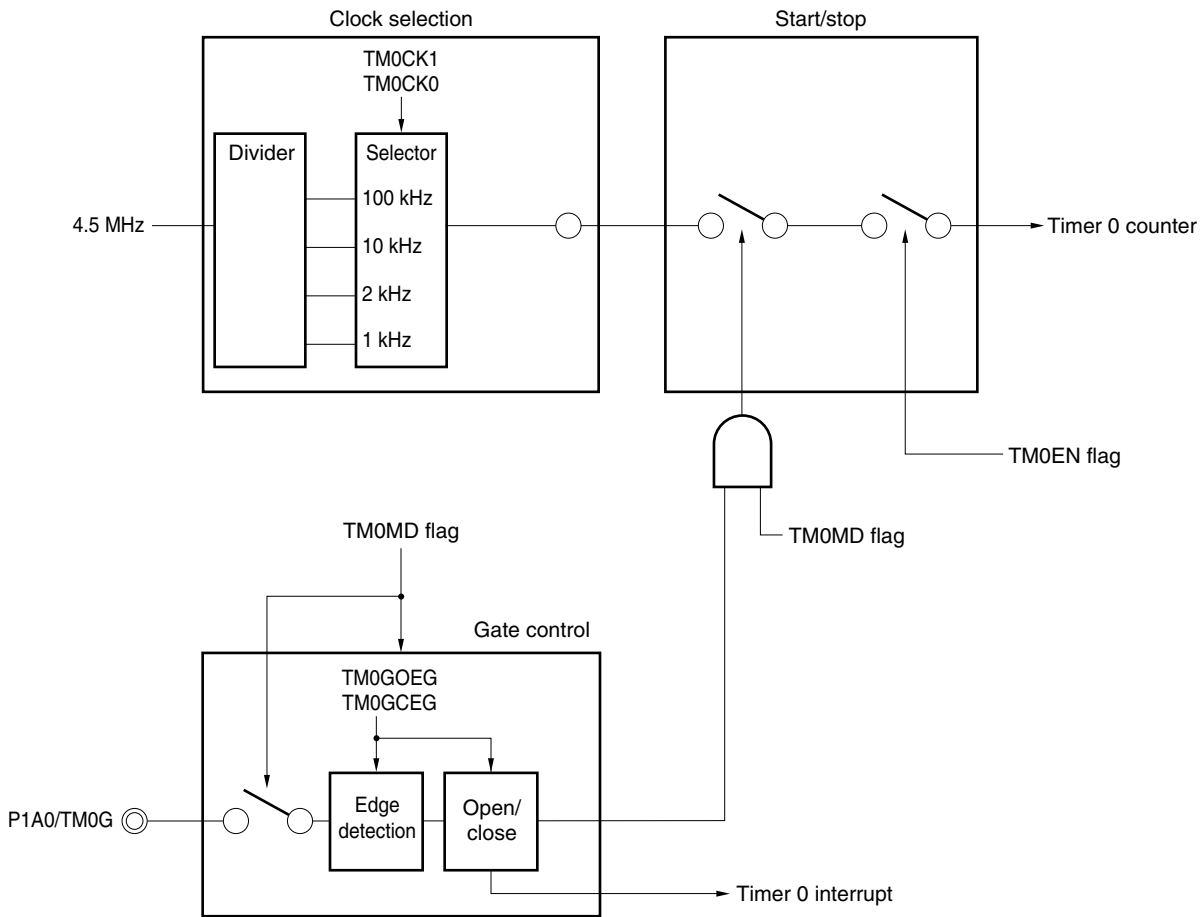 Clock selection
Start/stop
TM0CK1
TM0CK0
Divider
Selector
100 kHz
4.5 MHz
10 kHz
Timer 0 counter
2 kHz
1 kHz
TM0EN flag
TM0MD flag
TM0MD flag
Gate control
TM0GOEG
TM0GCEG
P1A0/TM0G
Edge
detection
Open/
close
Timer 0 interrupt